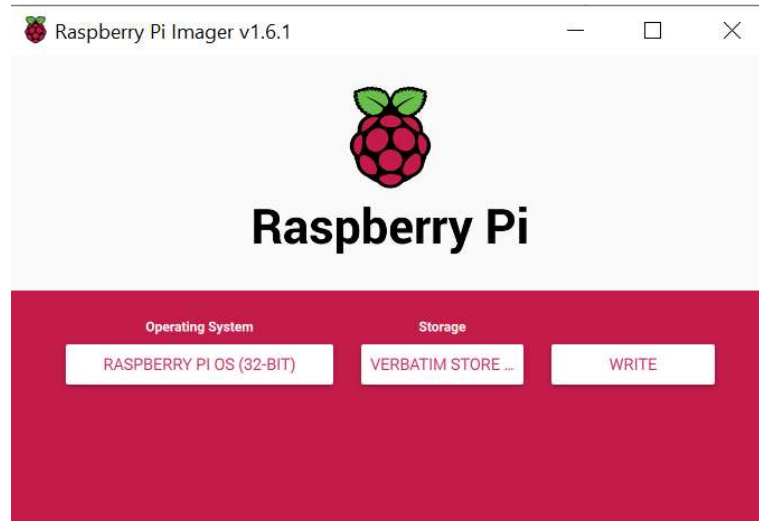 Raspberry Pi Imager v1.6.1
Raspberry Pi
Operating System
Storage
RASPBERRY PI OS (32-BIT)
VERBATIM STORE ...
WRITE